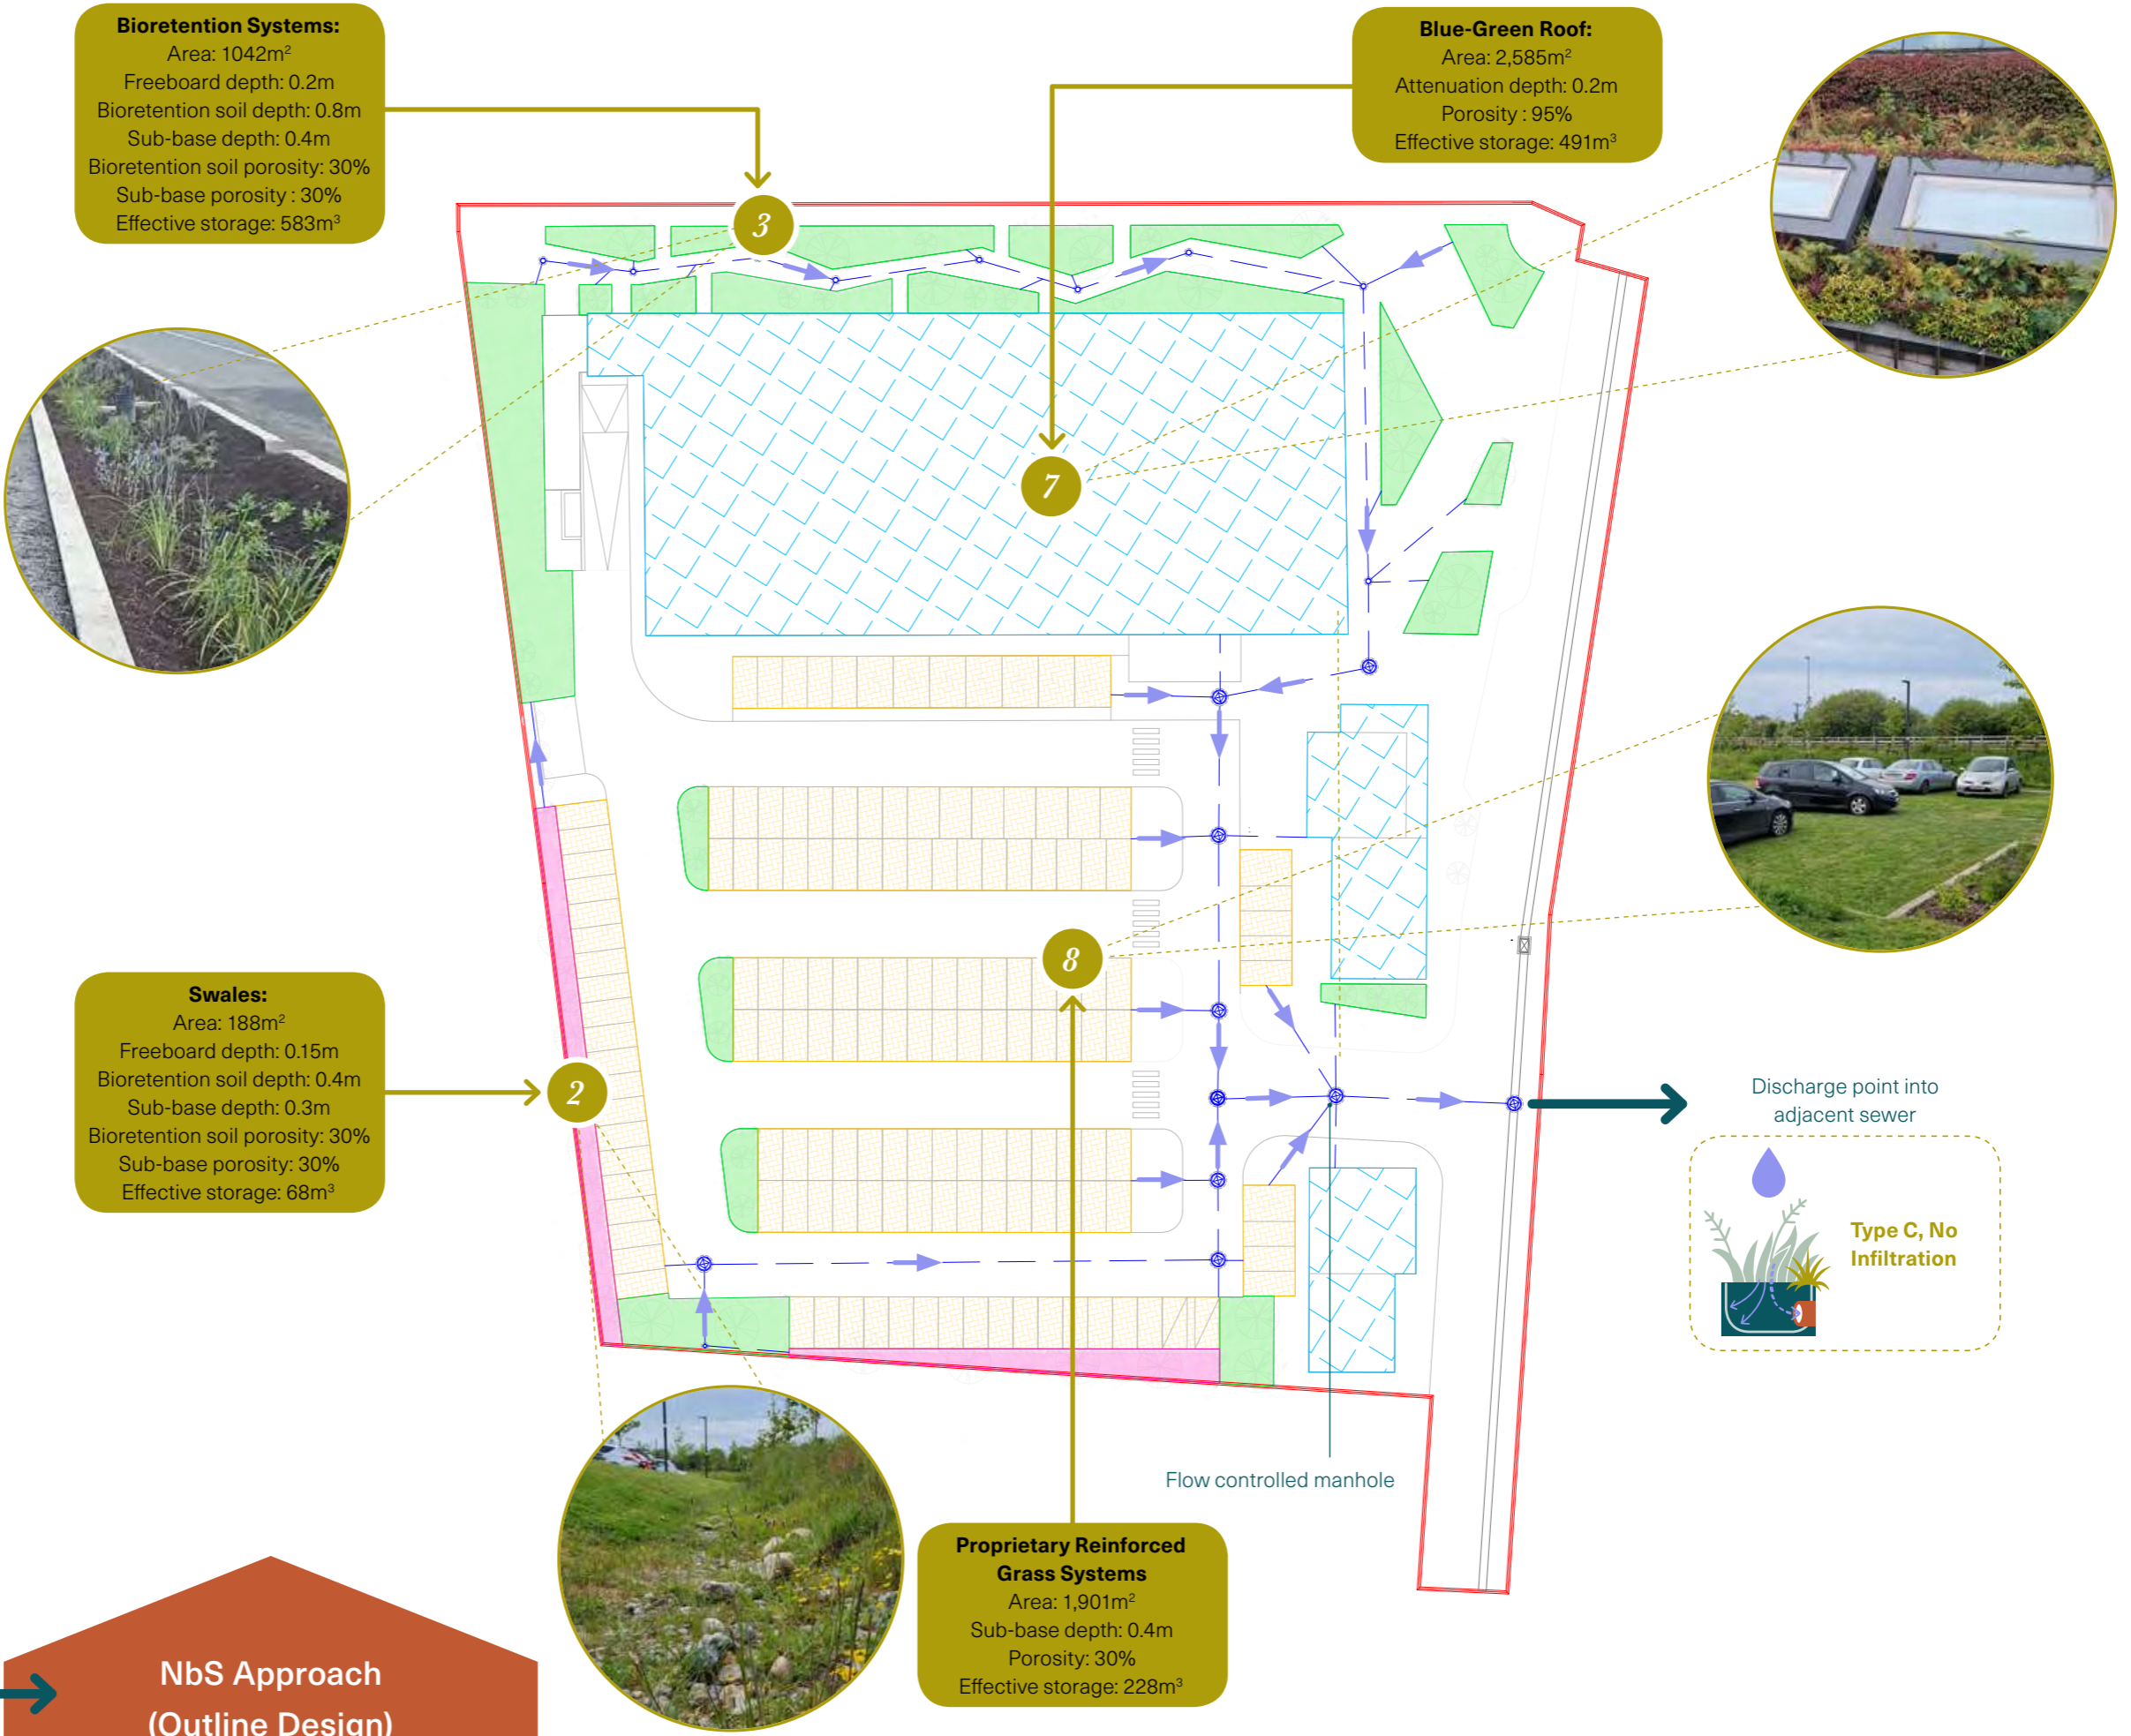 Bioretention Systems:
Area: 1042m²
Freeboard depth: 0.2m
Bioretention soil depth: 0.8m
Sub-base depth: 0.4m
Bioretention soil porosity: 30%
Sub-base porosity : 30%
Effective storage: 583m³
Blue-Green Roof:
Area: 2,585m²
Attenuation depth: 0.2m
Porosity : 95%
Effective storage: 491m³
3
7
8
2
Swales:
Area: 188m²
Freeboard depth: 0.15m
Bioretention soil depth: 0.4m
Sub-base depth: 0.3m
Bioretention soil porosity: 30%
Sub-base porosity: 30%
Effective storage: 68m³
Discharge point into
adjacent sewer
Type C, No
Infiltration
Flow controlled manhole
Proprietary Reinforced
Grass Systems
Area: 1,901m²
Sub-base depth: 0.4m
Porosity: 30%
Effective storage: 228m³
NbS Approach
(Outline Design)